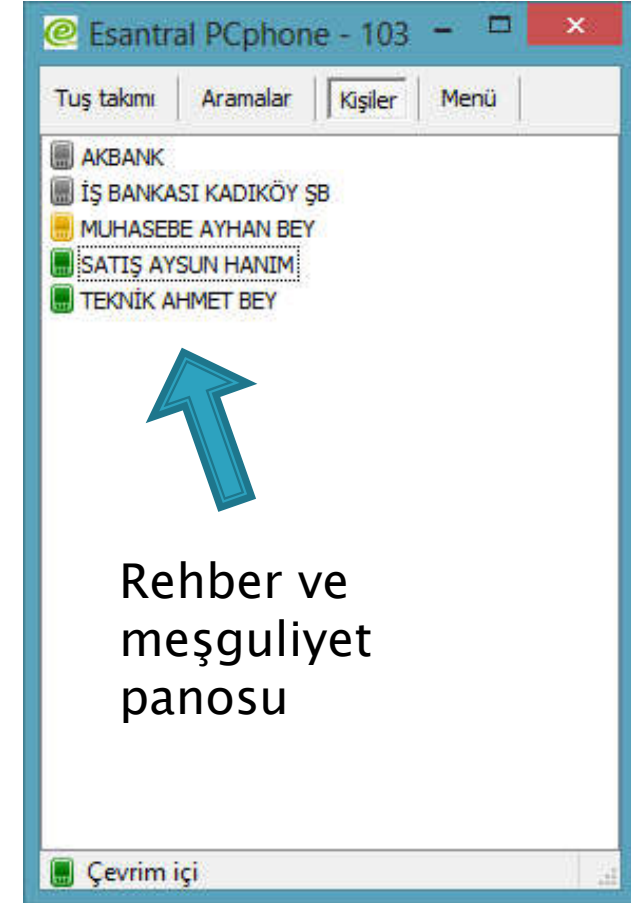 Esantral PCphone - 103
Tuş takımı Aramalar Kişiler Menü
AKBANK
İŞ BANKASI KADIKÖY ŞB
MUHASEBE AYHAN BEY
SATIŞ AYSUN HANIM
TEKNİK AHMET BEY
Rehber ve
meşguliyet
panosu
Çevrim içi